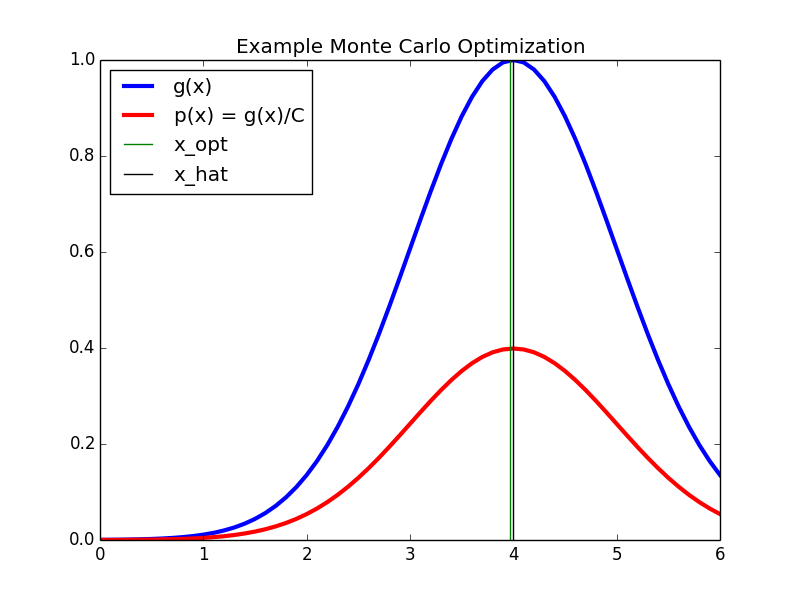 Example Monte Carlo Optimization
g(x)
p(x) = g(x)/C
x_opt
x_hat
1.0
0.8
0.6
0.4
0.2
0.0
0 1 2 3 4 5 6